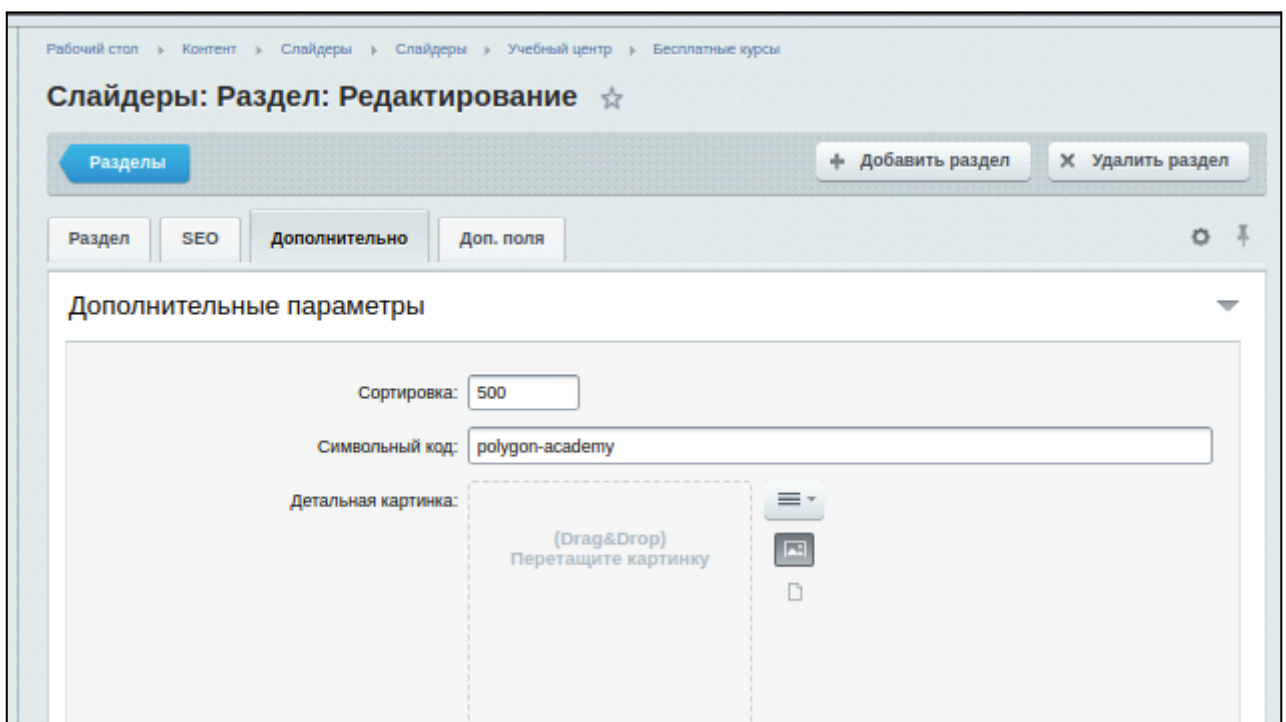 Рабочий стол Контент Слайдеры Слайдеры Учебный центр Бесплатные курсы
Слайдеры: Раздел: Редактирование
Разделы Добавить раздел Удалить раздел
Раздел SEO Дополнительно Доп. поля
Дополнительные параметры
Сортировка: 500
Символьный код: polygon-academy
Детальная картинка:
(Drag&Drop)
Перетащите картинку